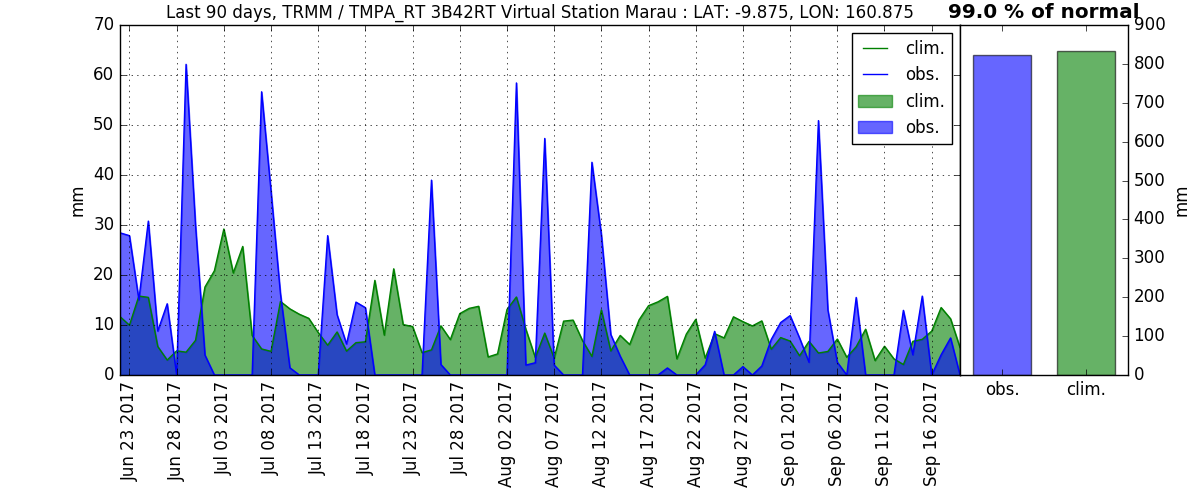 Last 90 days, TRMM / TMPA_RT 3B42RT Virtual Station Marau : LAT: -9.875, LON: 160.875
99.0 % of normal
mm
70
60
50
40
30
20
10
0
clim.
obs.
clim.
obs.
900
800
700
600
500
400
300
200
100
0
mm
Jun 23 2017
Jun 28 2017
Jul 03 2017
Jul 08 2017
Jul 13 2017
Jul 18 2017
Jul 23 2017
Jul 28 2017
Aug 02 2017
Aug 07 2017
Aug 12 2017
Aug 17 2017
Aug 22 2017
Aug 27 2017
Sep 01 2017
Sep 06 2017
Sep 11 2017
Sep 16 2017
obs.
clim.